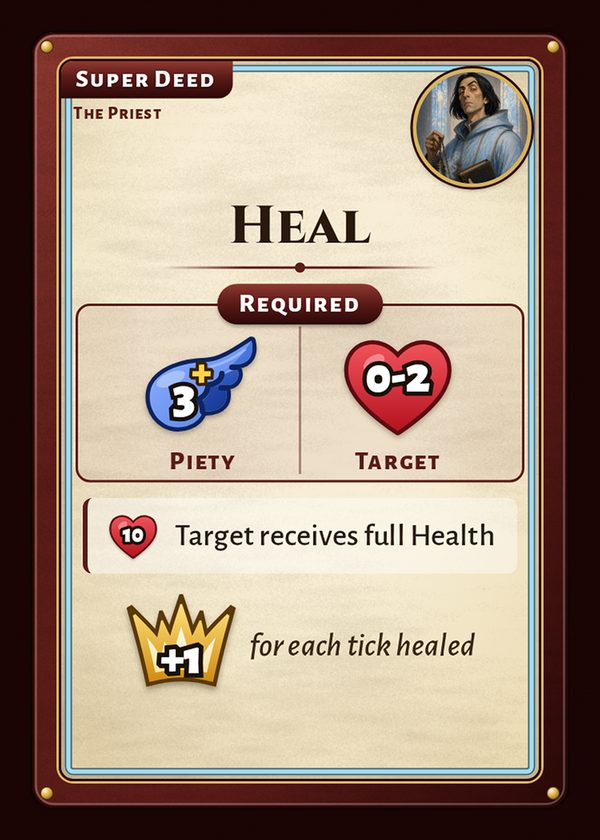 Super Deed
The Priest
Heal
Required
3+
0-2
Piety
Target
10 Target receives full Health
+1 for each tick healed